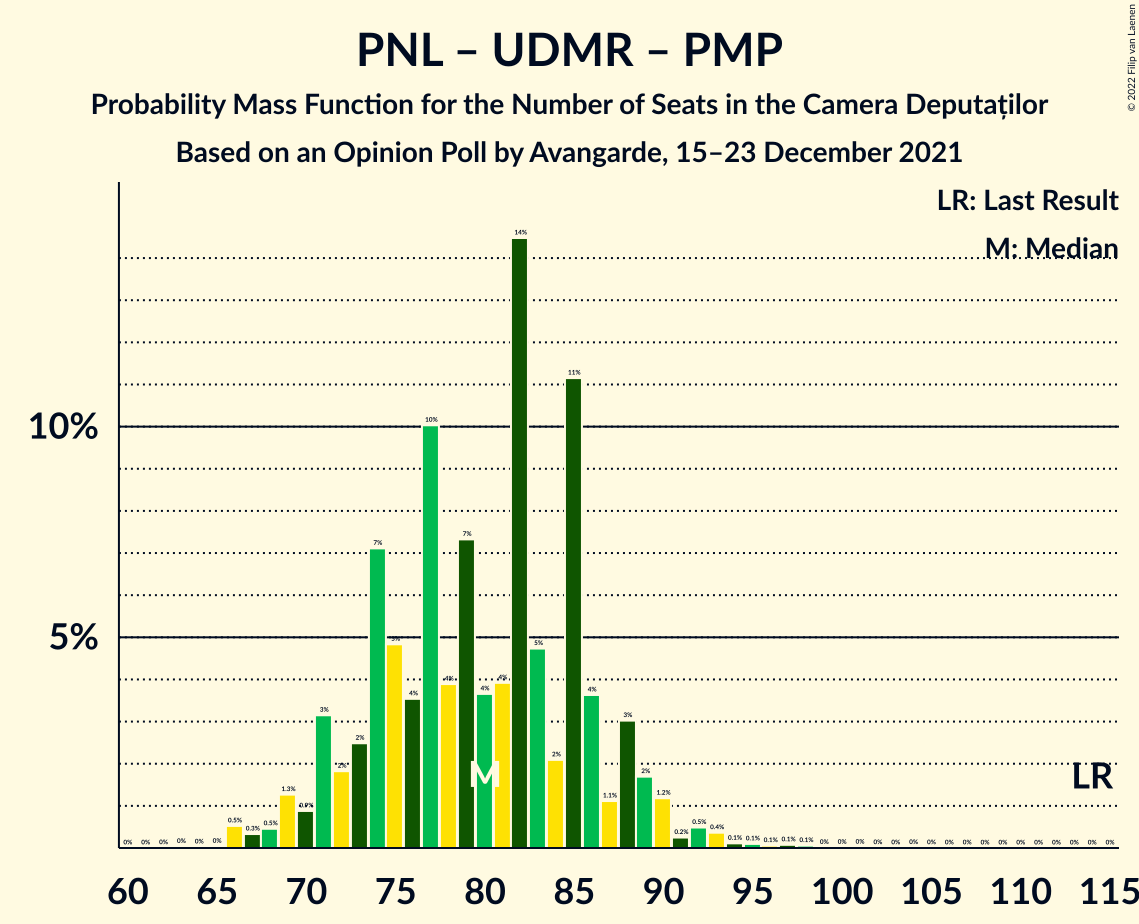 PNL – UDMR – PMP
Probability Mass Function for the Number of Seats in the Camera Deputaților
Based on an Opinion Poll by Avangarde, 15–23 December 2021
© 2022 Filip van Laenen
LR: Last Result
M: Median
10%
5%
0% 0% 0% 0% 0% 0% 0.5% 0.3% 0.5% 1.3% 0.9% 3% 2% 2% 7% 5% 4% 10% 4% 7% 4% 4% 14% 5% 2% 11% 4% 1.1% 3% 2% 1.2% 0.2% 0.5% 0.4% 0.1% 0.1% 0.1% 0.1% 0.1% 0% 0% 0% 0% 0% 0% 0% 0% 0% 0% 0% 0% 0% 0% 0% 0% 0%
M
LR
60 65 70 75 80 85 90 95 100 105 110 115